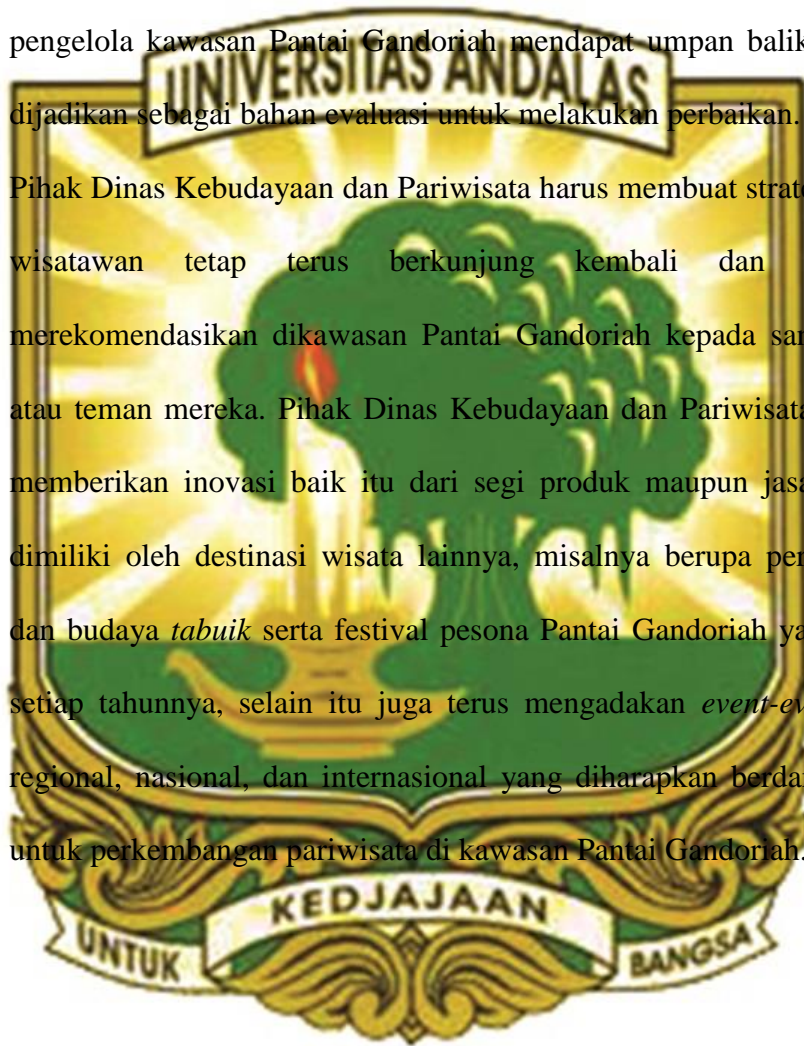 pengelola kawasan Pantai Gandoriah mendapat umpan balik
UNIVERSITAS ANDALAS
dijadikan sebagai bahan evaluasi untuk melakukan perbaikan.
Pihak Dinas Kebudayaan dan Pariwisata harus membuat strate
wisatawan tetap terus berkunjung kembali dan
merekomendasikan dikawasan Pantai Gandoriah kepada
atau teman mereka. Pihak Dinas Kebudayaan dan Pariwisata
memberikan inovasi baik itu dari segi produk maupun jasa
dimiliki oleh destinasi wisata lainnya, misalnya berupa per
dan budaya tabuik serta festival pesona Pantai Gandoriah ya
setiap tahunnya, selain itu juga terus mengadakan event-ev
regional, nasional, dan internasional yang diharapkan berda
untuk perkembangan pariwisata di kawasan Pantai Gandoriah.
KEDJAJAAN
UNTUK BANGSA